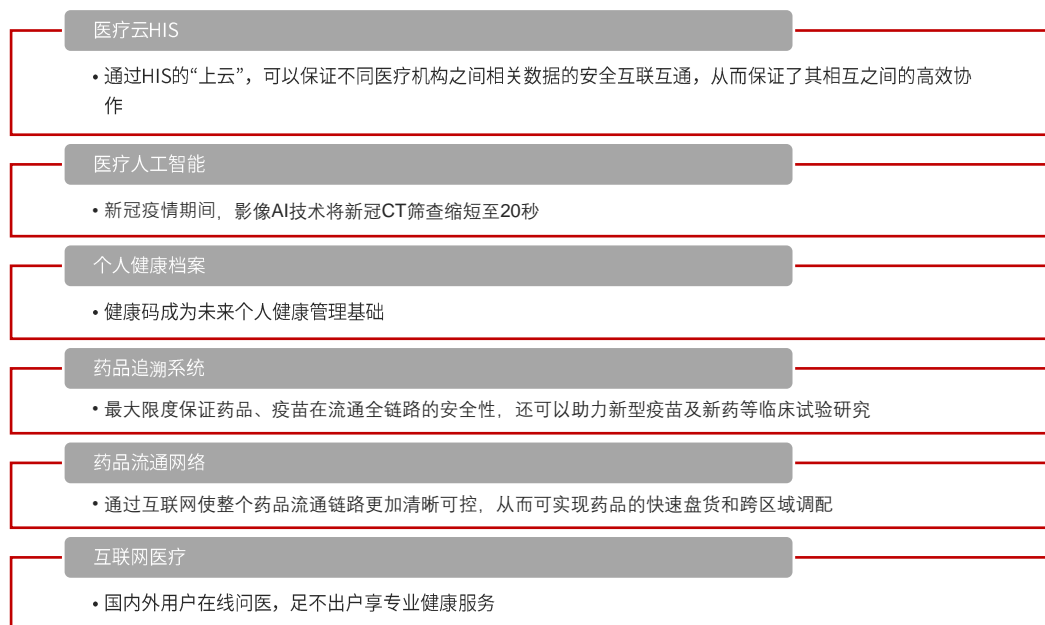 医疗云HIS
• 通过HIS的“上云”，可以保证不同医疗机构之间相关数据的安全互联互通，从而保证了其相互之间的高效协
作
医疗人工智能
• 新冠疫情期间，影像AI技术将新冠CT筛查缩短至20秒
个人健康档案
• 健康码成为未来个人健康管理基础
药品追溯系统
• 最大限度保证药品、疫苗在流通全链路的安全性，还可以助力新型疫苗及新药等临床试验研究
药品流通网络
• 通过互联网使整个药品流通链路更加清晰可控，从而可实现药品的快速盘货和跨区域调配
互联网医疗
• 国内外用户在线问医，足不出户享专业健康服务